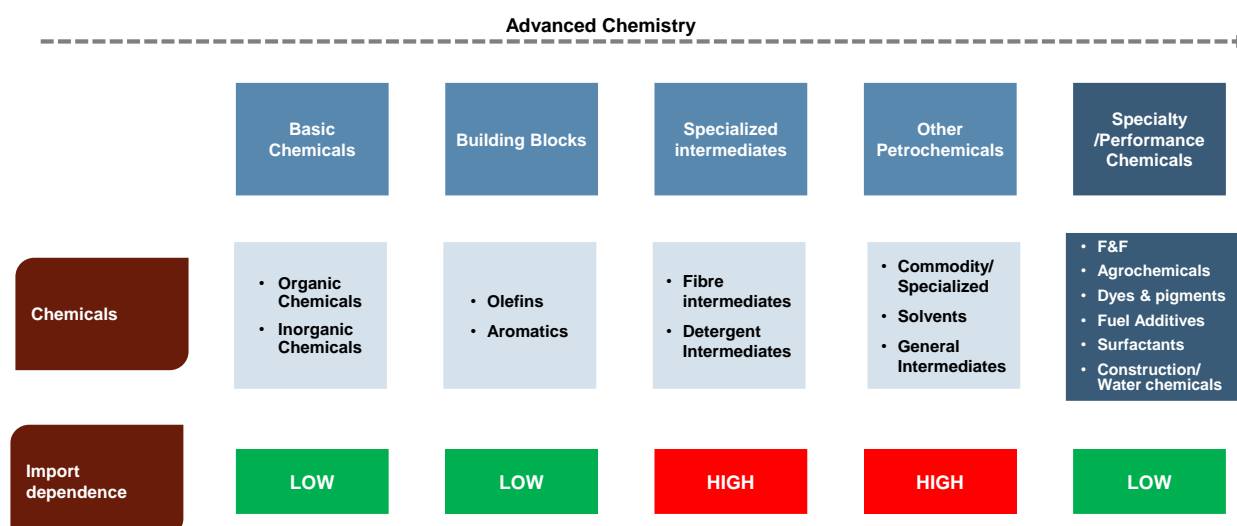 Advanced Chemistry
Basic
Chemicals
Building Blocks
Specialized
intermediates
Other
Petrochemicals
Specialty
/Performance
Chemicals
Chemicals
• Organic
Chemicals
• Inorganic
Chemicals
• Olefins
• Aromatics
• Fibre
intermediates
• Detergent
Intermediates
• Commodity/
Specialized
• Solvents
• General
Intermediates
• F&F
• Agrochemicals
• Dyes & pigments
• Fuel Additives
• Surfactants
• Construction/
Water chemicals
Import
dependence
LOW
LOW
HIGH
HIGH
LOW